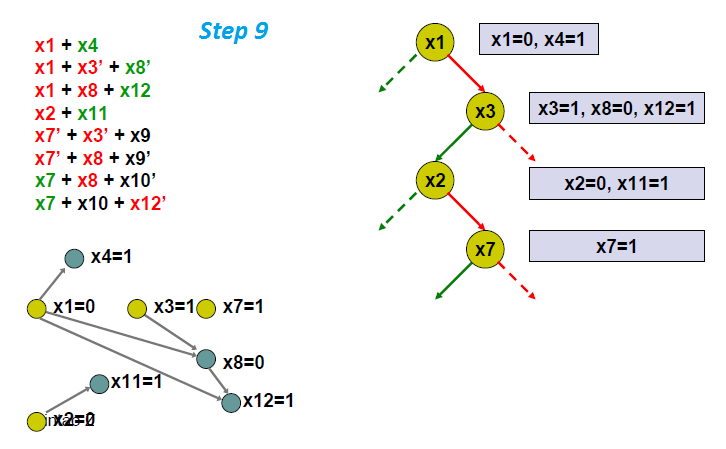 Step 9
x1 + x4
x1 + x3’ + x8’
x1 + x8 + x12
x2 + x11
x7’ + x3’ + x9
x7’ + x8 + x9’
x7 + x8 + x10’
x7 + x10 + x12’
x1
x1=0, x4=1
x3
x3=1, x8=0, x12=1
x2
x2=0, x11=1
x7
x7=1
x4=1
x1=0
x3=1
x7=1
x8=0
x11=1
x12=1
x2=0